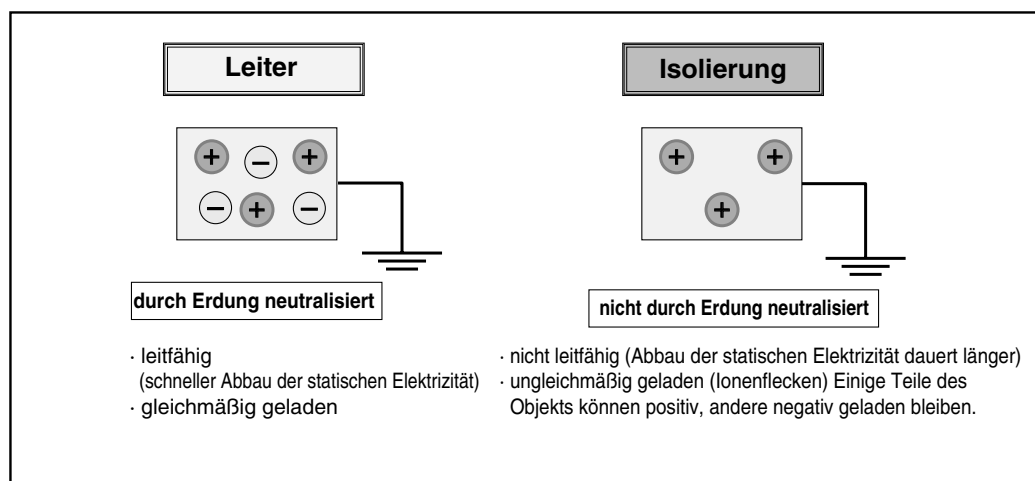 Leiter
durch Erdung neutralisiert
· leitfähig
(schneller Abbau der statischen Elektrizität)
· gleichmäßig geladen
Isolierung
nicht durch Erdung neutralisiert
· nicht leitfähig (Abbau der statischen Elektrizität dauert länger)
· ungleichmäßig geladen (Ionenflecken) Einige Teile des
Objekts können positiv, andere negativ geladen bleiben.